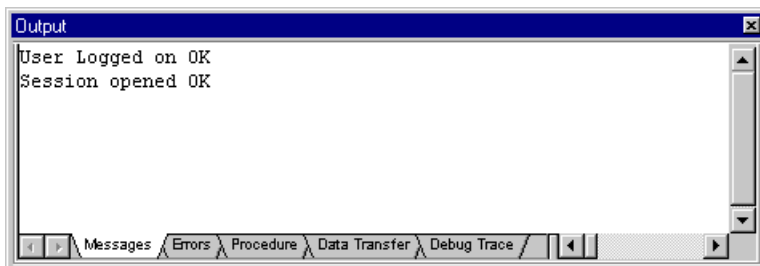 Output
User Logged on OK
Session opened OK
Messages Errors Procedure Data Transfer Debug Trace